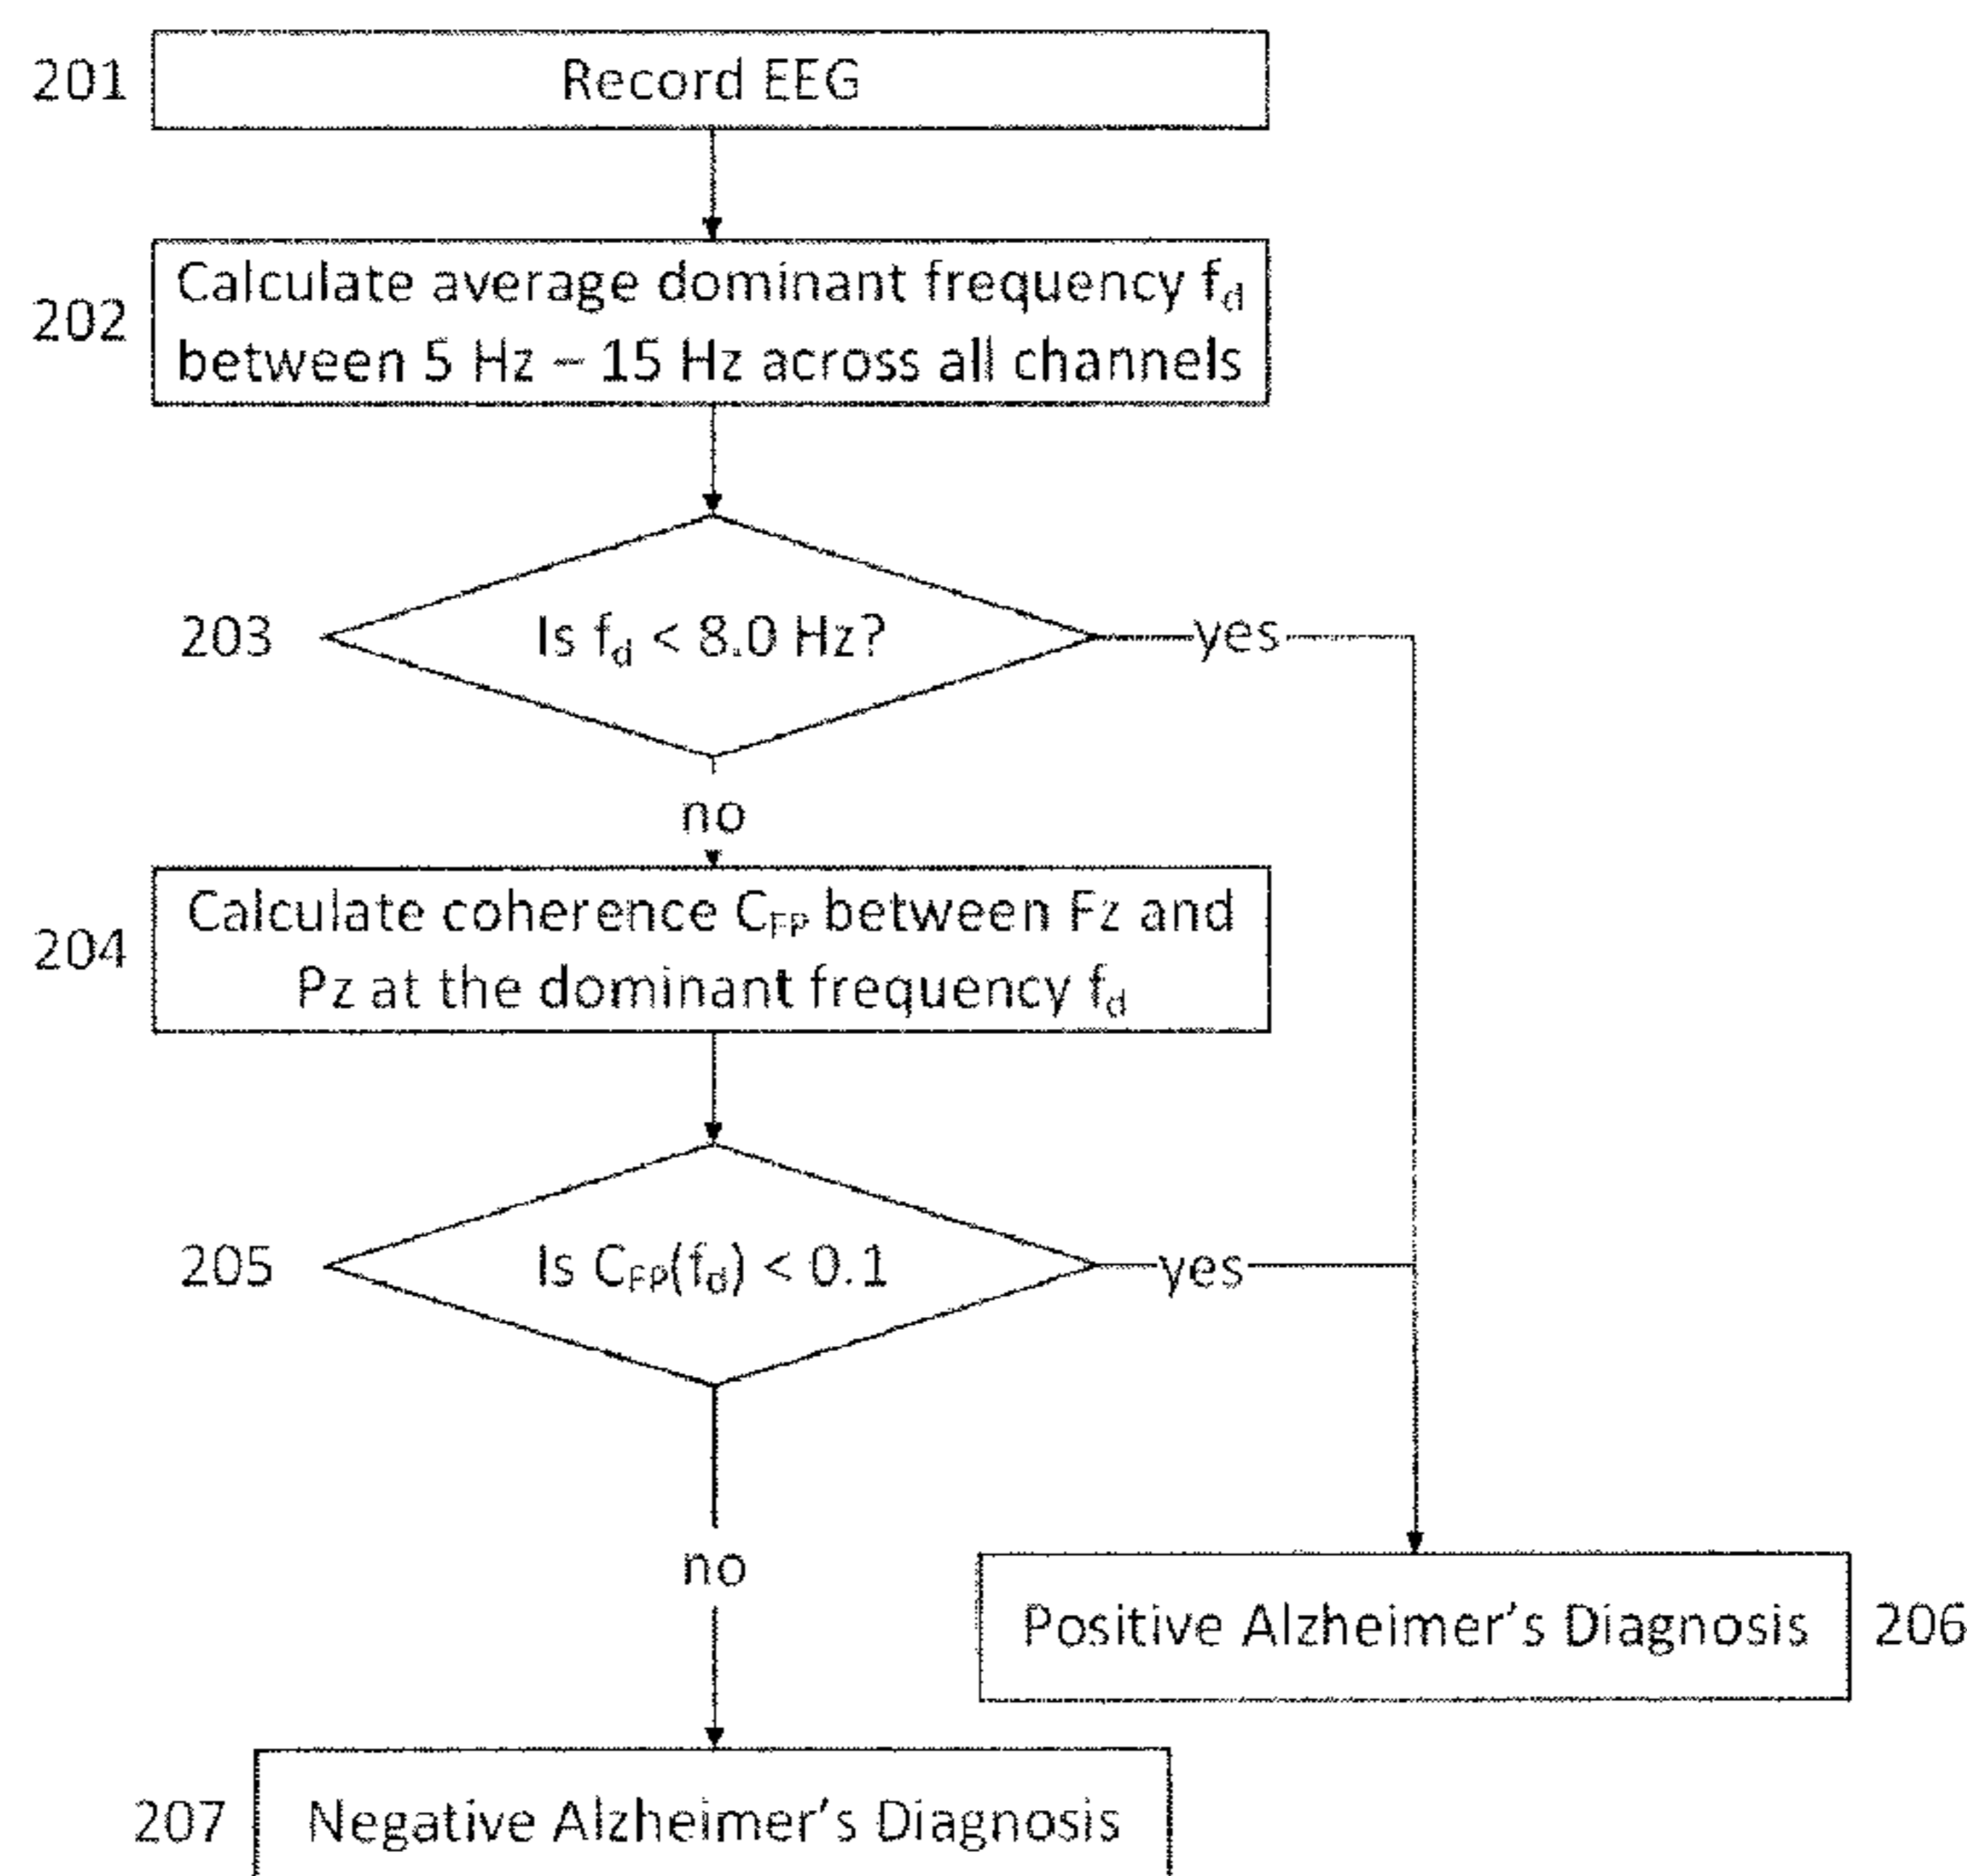 201 Record EEG
202 Calculate average dominant frequency f_d
between 5 Hz – 15 Hz across all channels
203 Is f_d < 8.0 Hz? yes
no
204 Calculate coherence C_FP between Fz and
Pz at the dominant frequency f_d
205 Is C_FP(f_d) < 0.1 yes
no
Positive Alzheimer's Diagnosis 206
207 Negative Alzheimer's Diagnosis